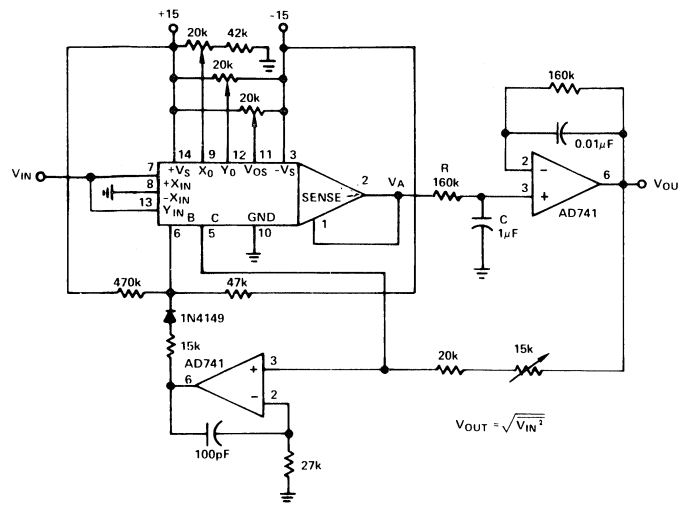 +15
-15
20k
42k
20k
20k
160k
0.01μF
14
9
12
11
3
+VS
X0
Y0
VOS
-VS
VIN
7
+XIN
8
-XIN
13
YIN
B
C
GND
6
5
10
SENSE
2
1
VA
R
160k
C
1μF
2
-
3
+
6
AD741
VOU
470k
47k
1N4149
15k
AD741
6
+
3
-
2
100pF
27k
20k
15k
VOUT = √VIN²